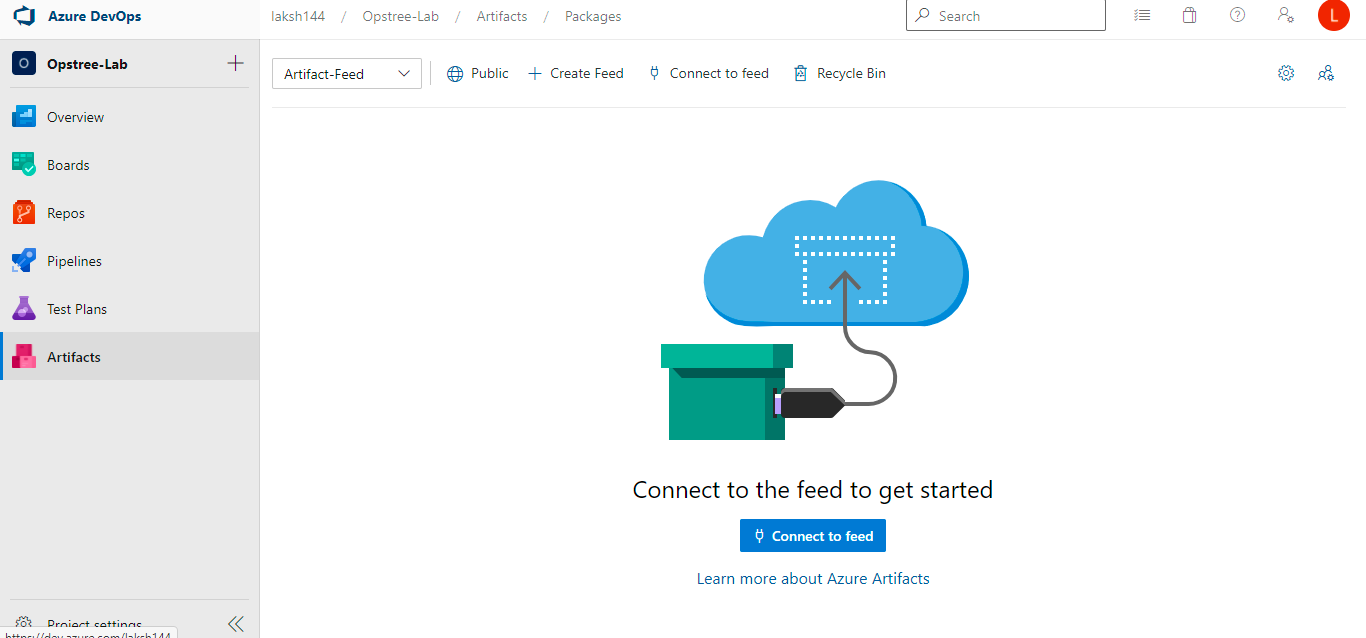 Azure DevOps
laksh144 / Opstree-Lab / Artifacts / Packages
Search
L
O Opstree-Lab
Artifact-Feed
Public
Create Feed
Connect to feed
Recycle Bin
Overview
Boards
Repos
Pipelines
Test Plans
Artifacts
Connect to the feed to get started
Connect to feed
Learn more about Azure Artifacts
Project settings
https://dev.azure.com/laksh144